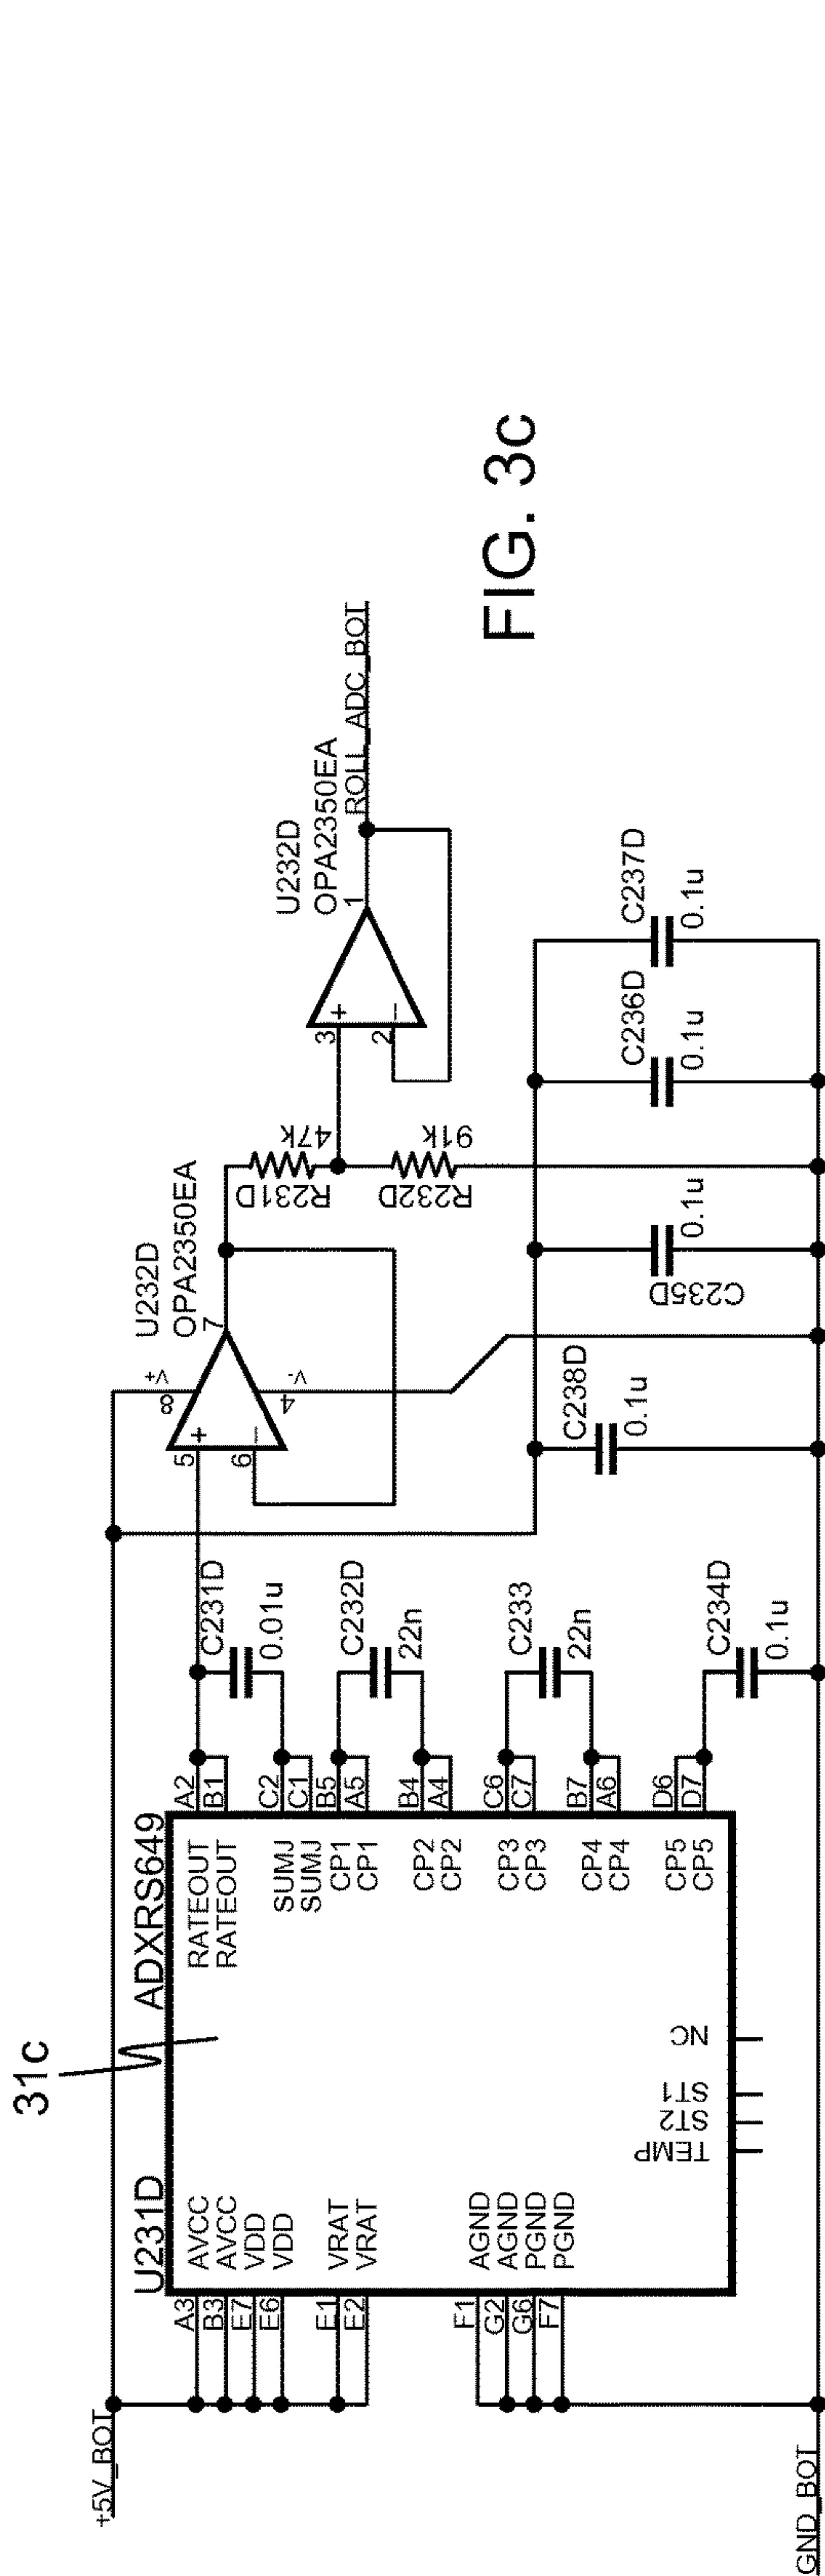 31c
U231D
ADXRS649
+5V_BOT
A3
AVCC
B3
AVCC
E7
VDD
E6
VDD
E1
VRAT
E2
VRAT
F1
AGND
G2
AGND
G6
PGND
F7
PGND
GND_BOT
TEMP
ST2
ST1
NC
RATEOUT
A2
RATEOUT
B1
SUMJ
C2
SUMJ
C1
CP1
B5
CP1
A5
CP2
B4
CP2
A4
CP3
C6
CP3
C7
CP4
B7
CP4
A6
CP5
D6
CP5
D7
C231D
0.01u
C232D
22n
C233
22n
C234D
0.1u
U232D
OPA2350EA
5
+
6
–
8
V+
4
V-
7
R231D
47k
R232D
91k
U232D
OPA2350EA
3
+
2
–
1
ROLL_ADC_BOT
C238D
0.1u
C235D
0.1u
C236D
0.1u
C237D
0.1u
FIG. 3c